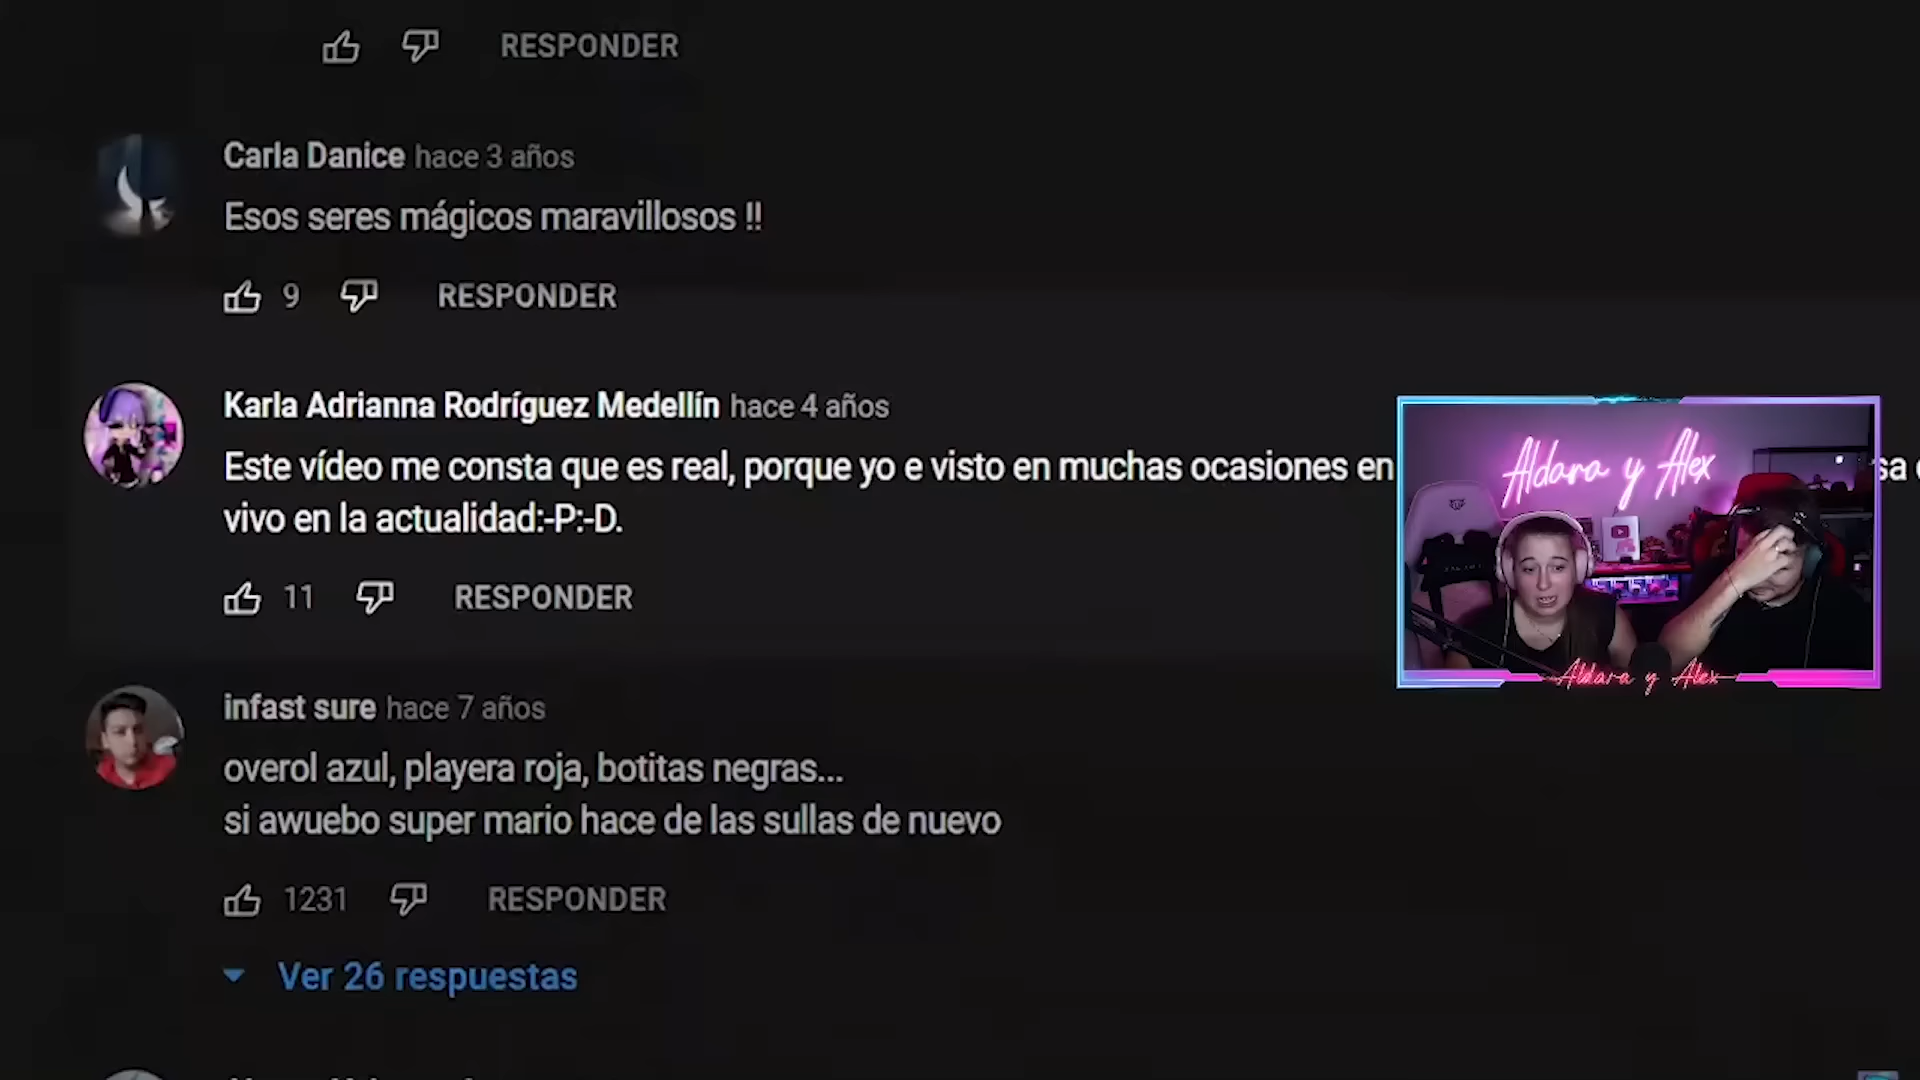 RESPONDER
Carla Danice hace 3 años
Esos seres mágicos maravillosos !!
9 RESPONDER
Karla Adrianna Rodríguez Medellín hace 4 años
Este vídeo me consta que es real, porque yo e visto en muchas ocasiones en
vivo en la actualidad:-P:-D.
11 RESPONDER
Aldara y Alex
Aldara y Alex
infast sure hace 7 años
overol azul, playera roja, botitas negras...
si awuebo super mario hace de las sullas de nuevo
1231 RESPONDER
Ver 26 respuestas